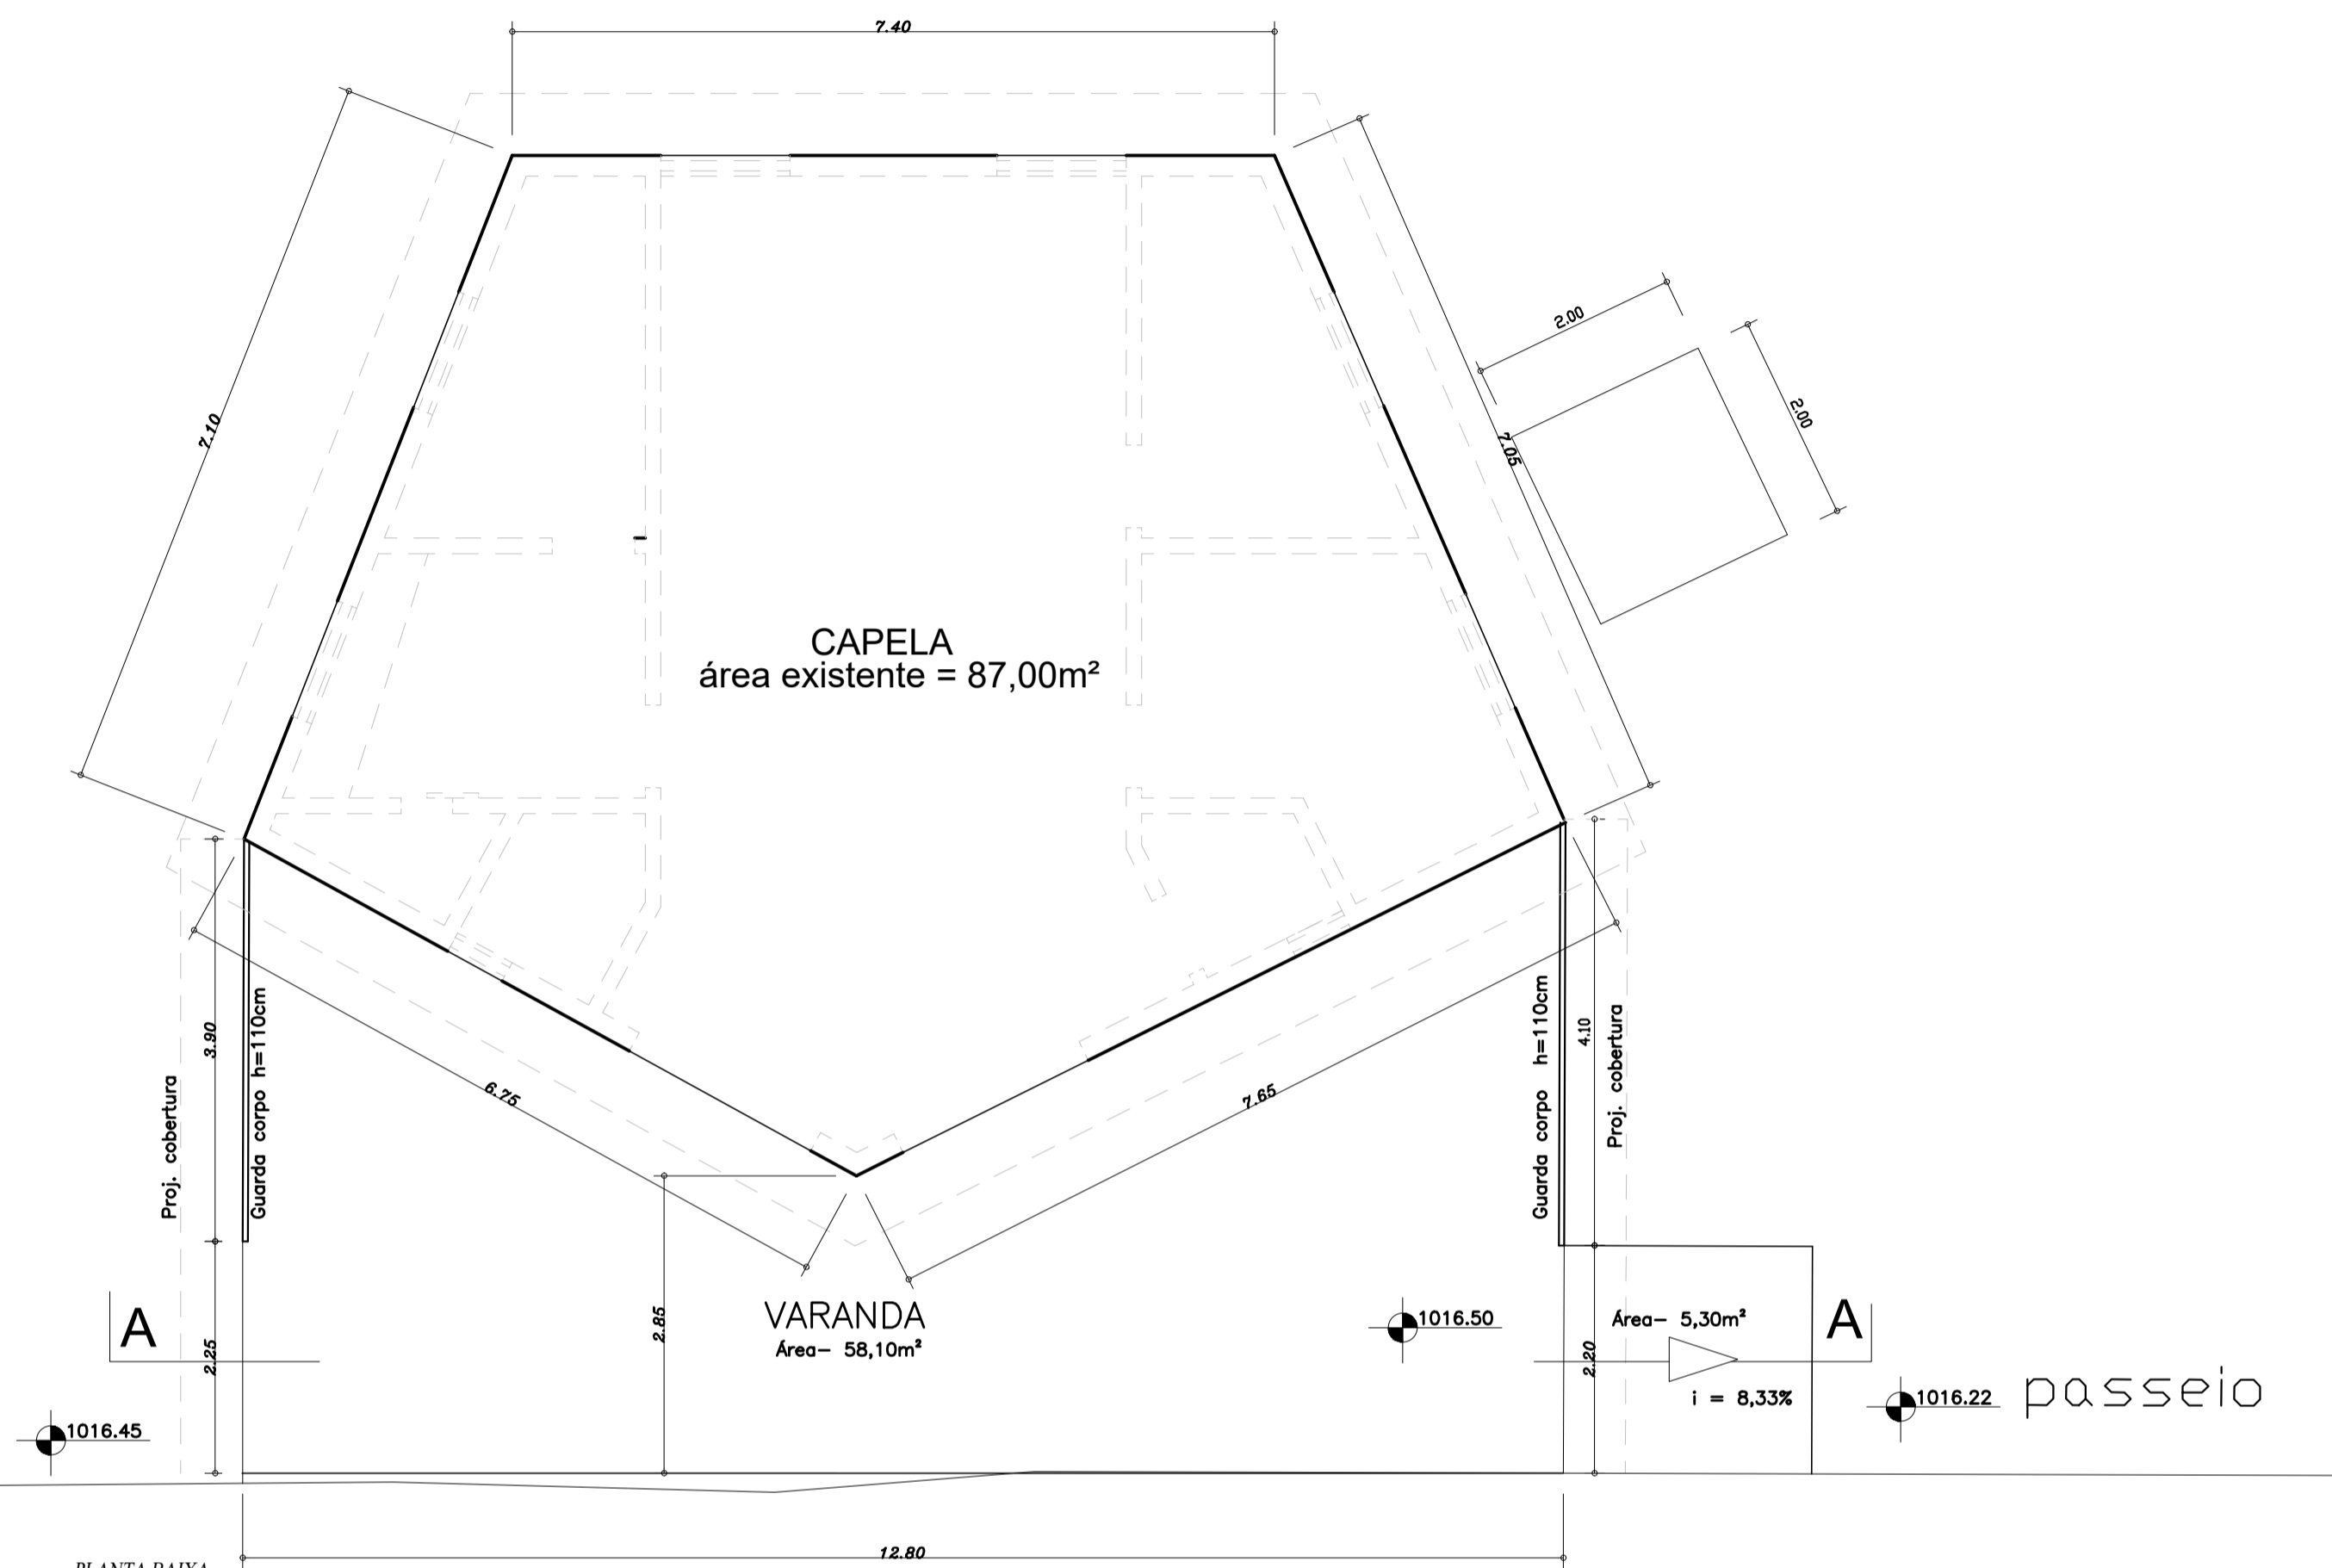 7.40
7.10
2.00
2.00
7.05
CAPELA
área existente = 87,00m²
3.90
Guarda corpo h=110cm
Proj. cobertura
6.75
7.65
Guarda corpo h=110cm
4.10
Proj. cobertura
VARANDA
Área- 58,10m²
2.85
1016.50
Área- 5,30m²
A
A
2.25
2.20
i = 8,33%
1016.22
passeio
1016.45
12.80
PLANTA BAIXA